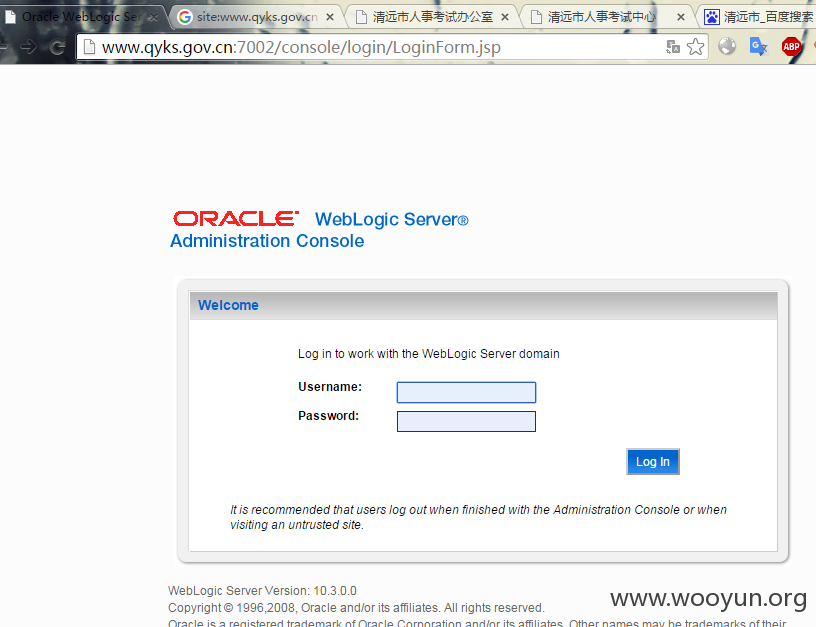 Oracle WebLogic Ser
site:www.qyks.gov.cn
清远市人事考试办公室
清远市人事考试中心
清远市_百度搜索
www.qyks.gov.cn:7002/console/login/LoginForm.jsp
ABP
ORACLE WebLogic Server®
Administration Console
Welcome
Log in to work with the WebLogic Server domain
Username:
Password:
Log In
It is recommended that users log out when finished with the Administration Console or when
visiting an untrusted site.
WebLogic Server Version: 10.3.0.0
Copyright © 1996,2008, Oracle and/or its affiliates. All rights reserved.
Oracle is a registered trademark of Oracle Corporation and/or its affiliates. Other names may be trademarks of their
www.wooyun.org